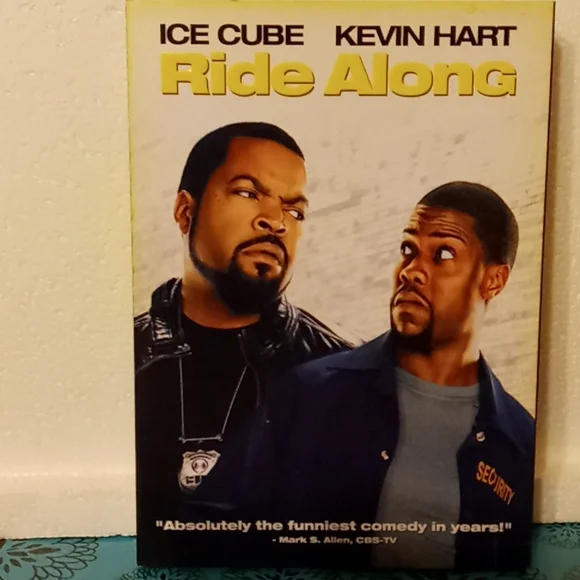 ICE CUBE KEVIN HART
Ride Along
SECURITY
"Absolutely the funniest comedy in years!"
- Mark S. Allen, CBS-TV